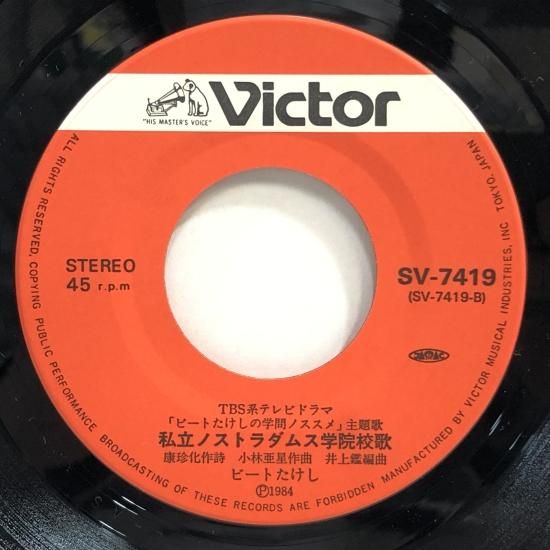 "HIS MASTER'S VOICE"
Victor
STEREO
45 r.p.m
SV-7419
(SV-7419-B)
JASRAC
TBS系テレビドラマ
「ビートたけしの学問ノススメ」主題歌
私立ノストラダムス学院校歌
康珍化作詩 小林亜星作曲 井上鑑編曲
ビートたけし
Ⓟ1984
ALL RIGHTS RESERVED, COPYING PUBLIC PERFORMANCE BROADCASTING OF THESE RECORDS ARE FORBIDDEN MANUFACTURED BY VICTOR MUSICAL INDUSTRIES, INC TOKYO, JAPAN